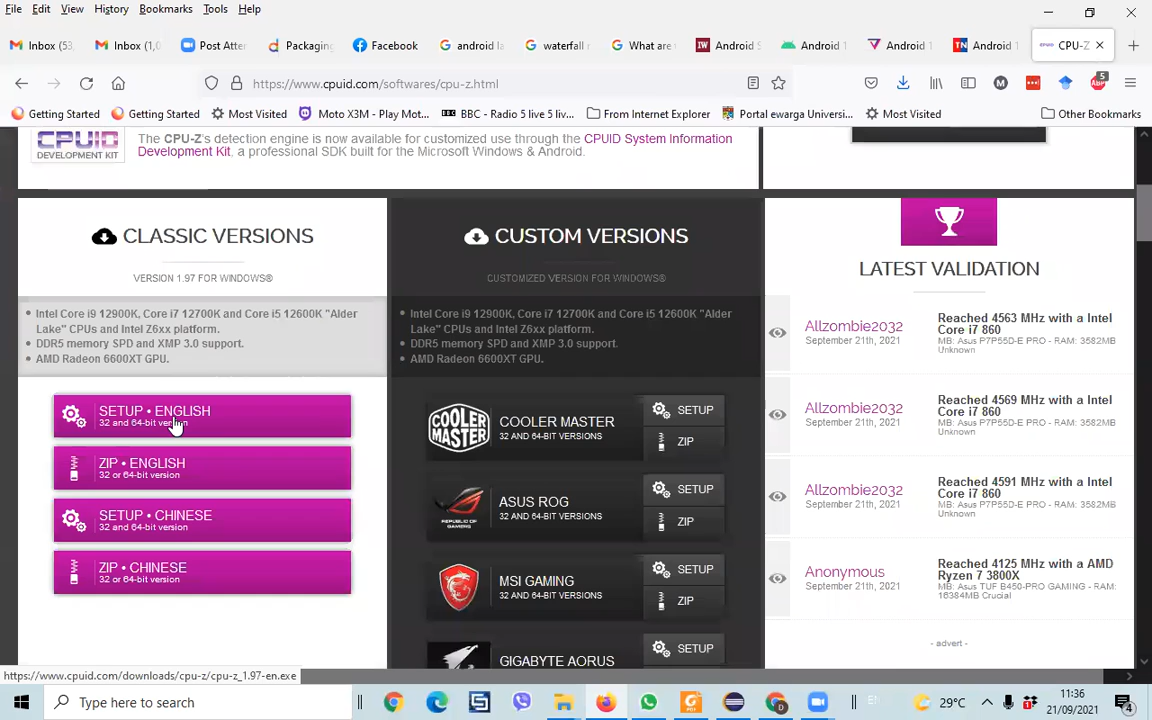 File Edit View History Bookmarks Tools Help
Inbox (53,
Inbox (1,0
Post Atter
Packaging
Facebook
android la
waterfall r
What are
Android S
Android 1
Android 1
Android 1
CPU-Z
https://www.cpuid.com/softwares/cpu-z.html
5
Getting Started
Getting Started
Most Visited
Moto X3M - Play Mot...
BBC - Radio 5 live 5 livi...
From Internet Explorer
Portal ewarga Universi...
Most Visited
Other Bookmarks
CPUID
DEVELOPMENT KIT
The CPU-Z's detection engine is now available for customized use through the CPUID System Information
Development Kit, a professional SDK built for the Microsoft Windows & Android.
CLASSIC VERSIONS
VERSION 1.97 FOR WINDOWS®
Intel Core i9 12900K, Core i7 12700K and Core i5 12600K "Alder
Lake" CPUs and Intel Z6xx platform.
DDR5 memory SPD and XMP 3.0 support.
AMD Radeon 6600XT GPU.
SETUP • ENGLISH
32 and 64-bit version
ZIP • ENGLISH
32 or 64-bit version
SETUP • CHINESE
32 and 64-bit version
ZIP • CHINESE
32 or 64-bit version
CUSTOM VERSIONS
CUSTOMIZED VERSION FOR WINDOWS®
Intel Core i9 12900K, Core i7 12700K and Core i5 12600K "Alder
Lake" CPUs and Intel Z6xx platform.
DDR5 memory SPD and XMP 3.0 support.
AMD Radeon 6600XT GPU.
COOLER MASTER
COOLER MASTER
32 AND 64-BIT VERSIONS
SETUP
ZIP
REPUBLIC OF
GAMERS
ASUS ROG
32 AND 64-BIT VERSIONS
SETUP
ZIP
MSI GAMING
32 AND 64-BIT VERSIONS
SETUP
ZIP
GIGABYTE AORUS
SETUP
LATEST VALIDATION
Allzombie2032
September 21th, 2021
Reached 4563 MHz with a Intel
Core i7 860
MB: Asus P7P55D-E PRO - RAM: 3582MB
Unknown
Allzombie2032
September 21th, 2021
Reached 4569 MHz with a Intel
Core i7 860
MB: Asus P7P55D-E PRO - RAM: 3582MB
Unknown
Allzombie2032
September 21th, 2021
Reached 4591 MHz with a Intel
Core i7 860
MB: Asus P7P55D-E PRO - RAM: 3582MB
Unknown
Anonymous
September 21th, 2021
Reached 4125 MHz with a AMD
Ryzen 7 3800X
MB: Asus TUF B450-PRO GAMING - RAM:
16384MB Crucial
- advert -
https://www.cpuid.com/downloads/cpu-z/cpu-z_1.97-en.exe
Type here to search
EN
29°C
11:36
21/09/2021
4